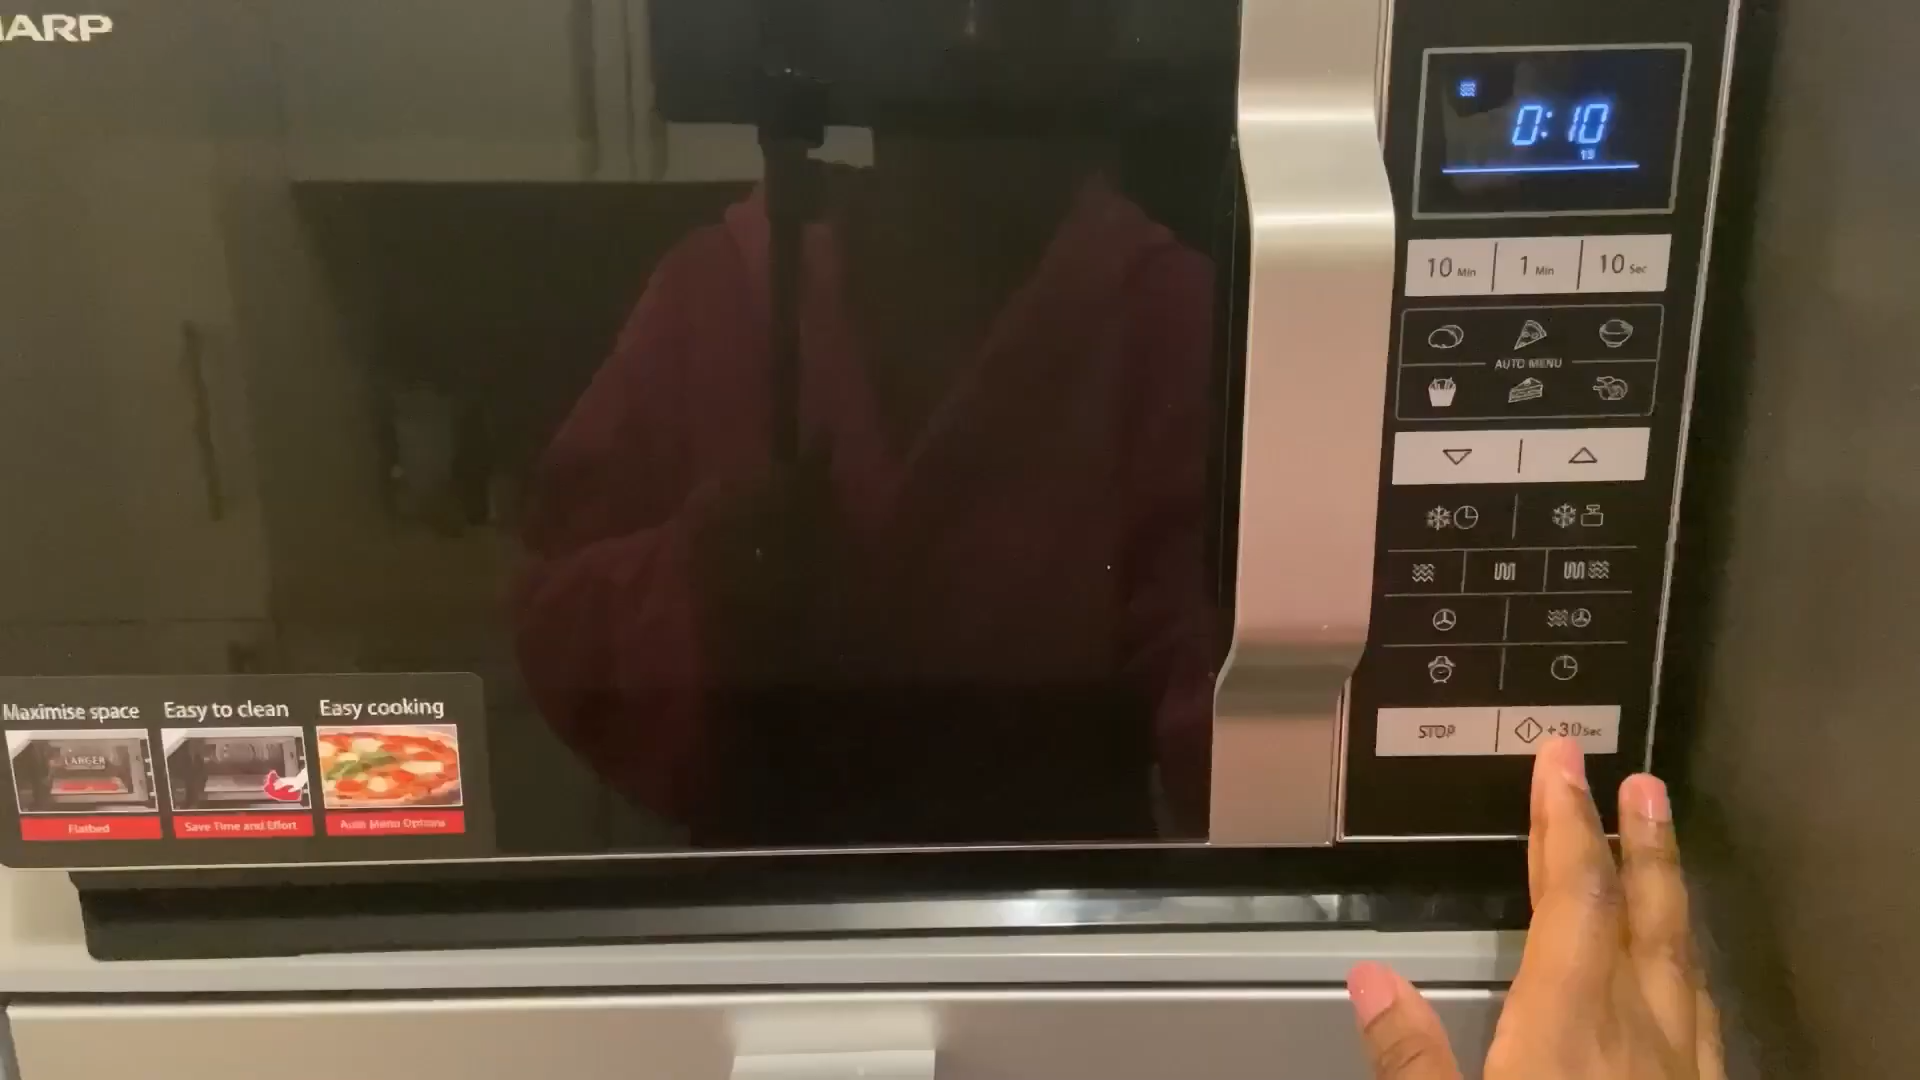 HARP
0:10
10 Min
1 Min
10 Sec
AUTO MENU
STOP
+30 Sec
Maximise space
Easy to clean
Easy cooking
LARGER
Flatbed
Save Time and Effort
Auto Menu Options